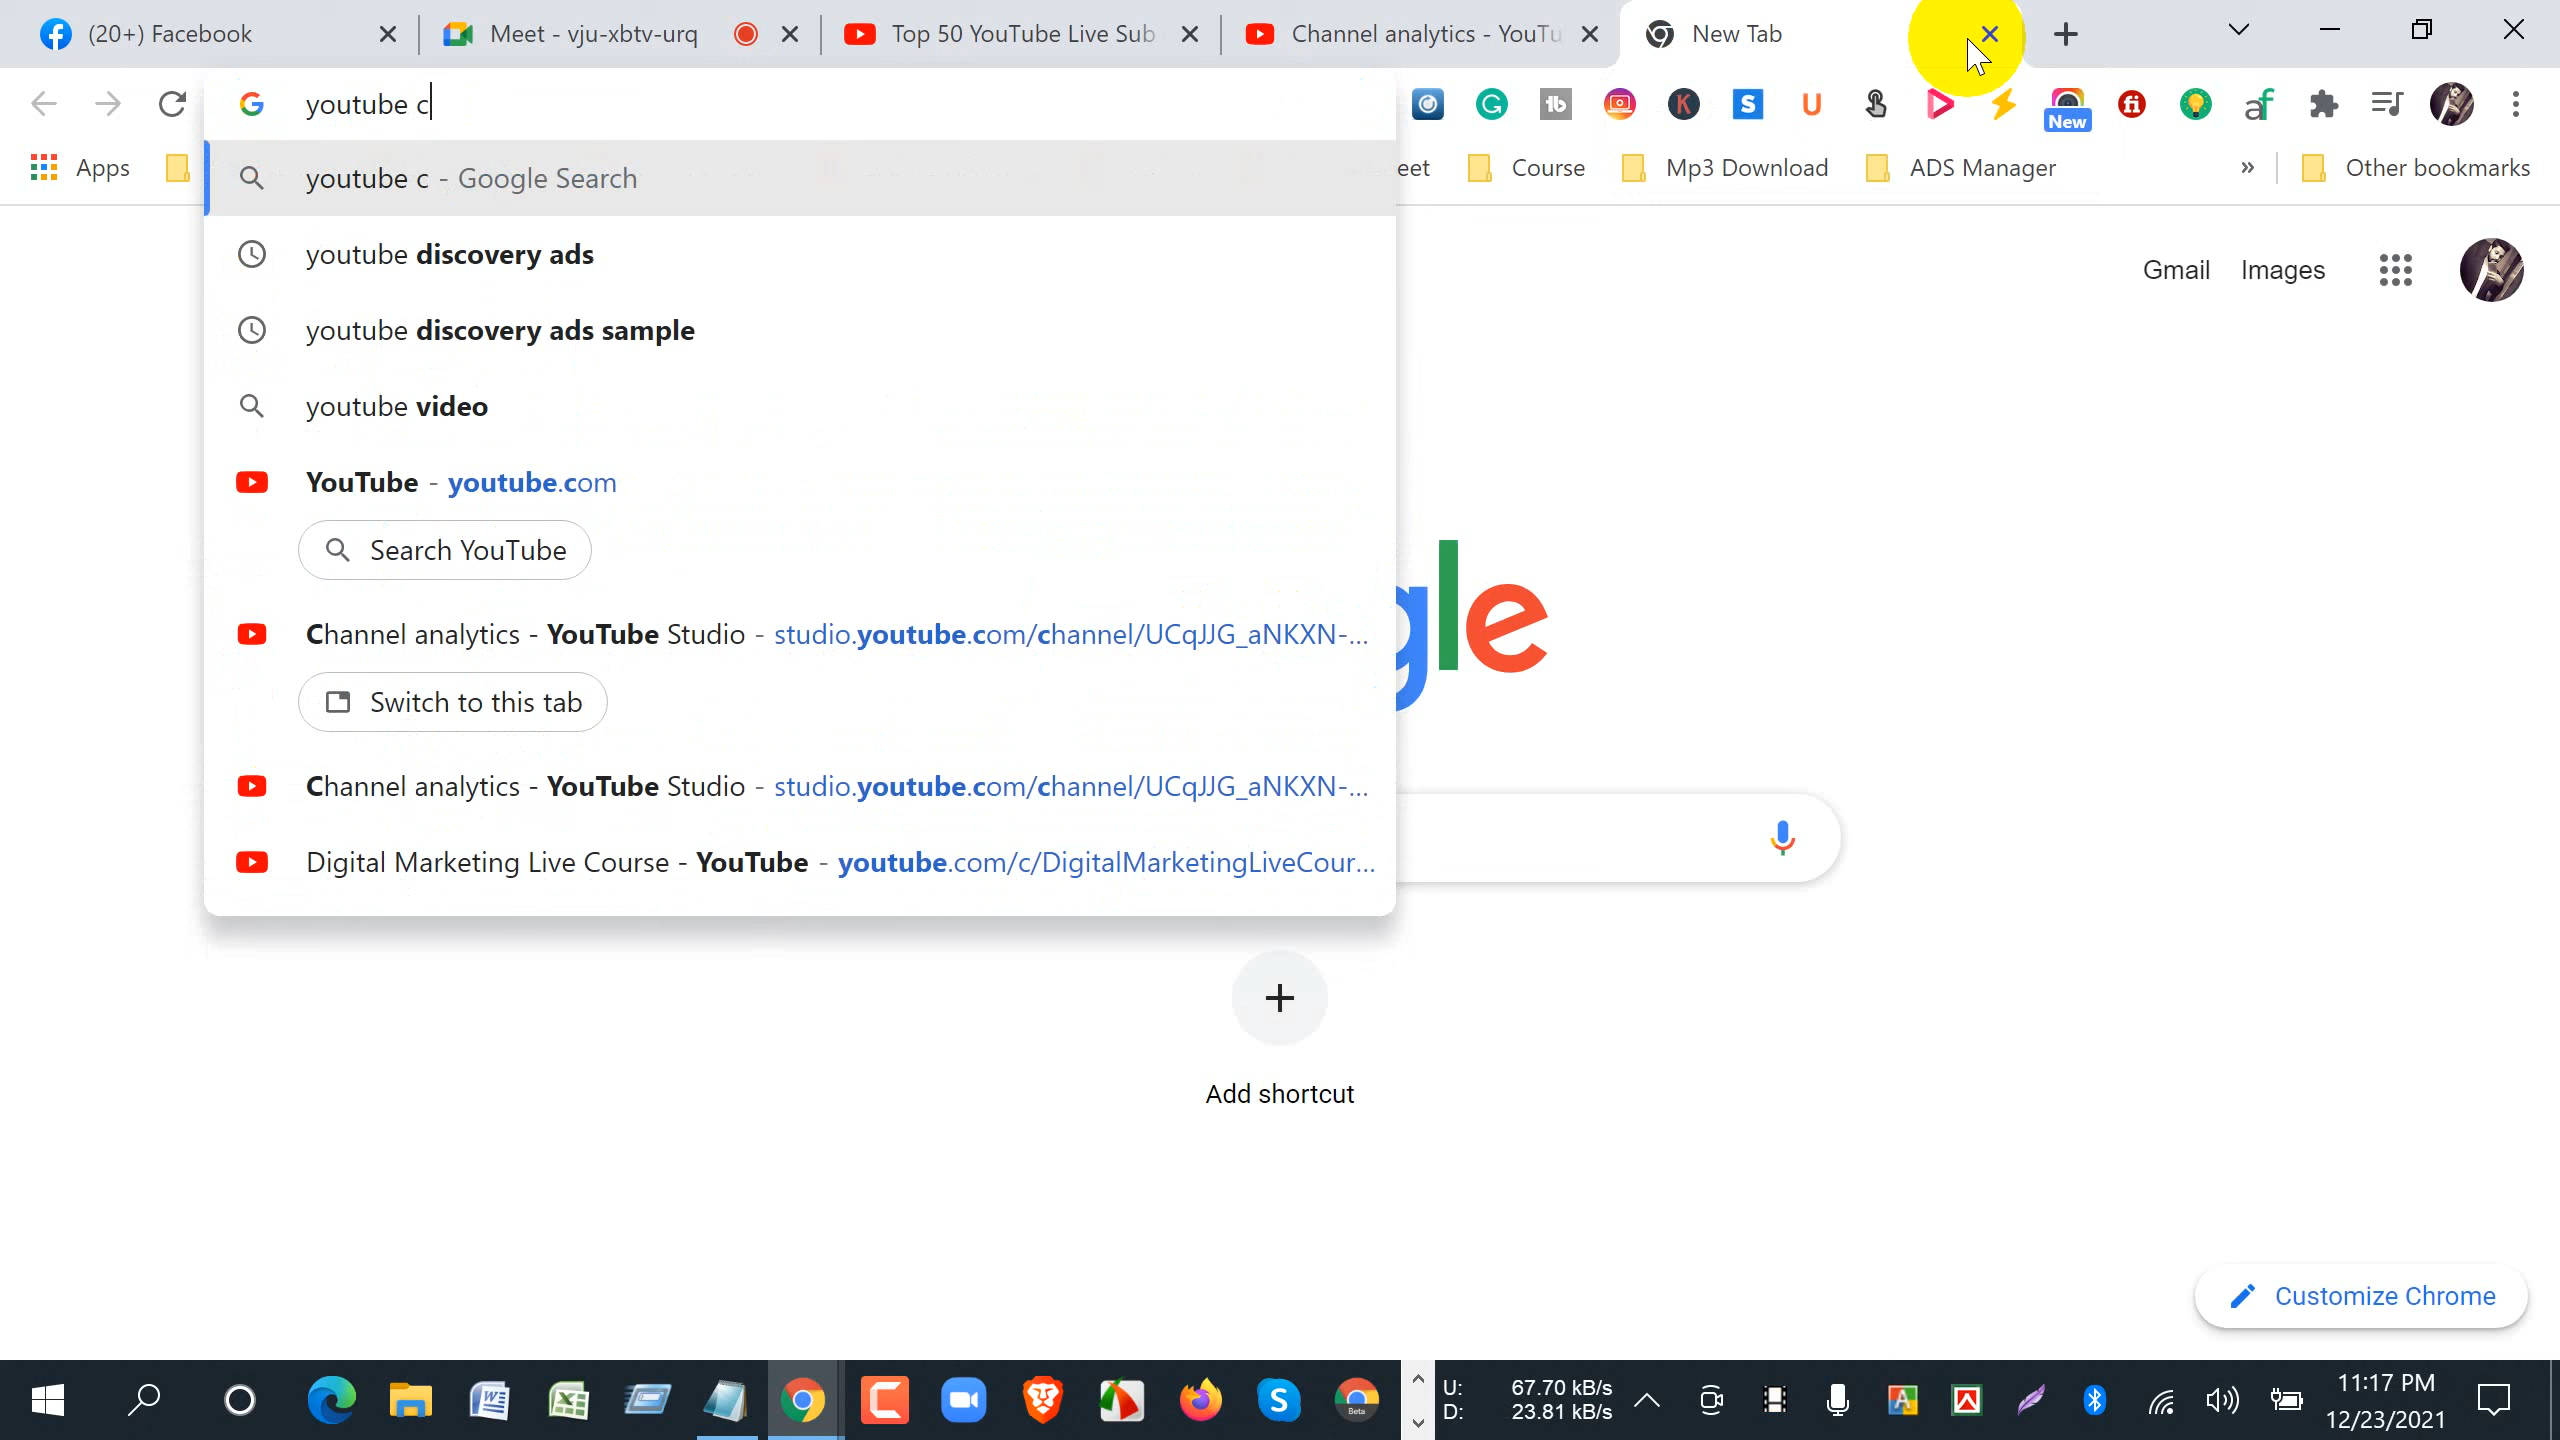 (20+) Facebook
Meet - vju-xbtv-urq
Top 50 YouTube Live Sub
Channel analytics - YouTu
New Tab
youtube c
New
Apps
eet
Course
Mp3 Download
ADS Manager
»
Other bookmarks
youtube c - Google Search
youtube discovery ads
youtube discovery ads sample
youtube video
YouTube - youtube.com
Search YouTube
Channel analytics - YouTube Studio - studio.youtube.com/channel/UCqJJG_aNKXN-...
Switch to this tab
Channel analytics - YouTube Studio - studio.youtube.com/channel/UCqJJG_aNKXN-...
Digital Marketing Live Course - YouTube - youtube.com/c/DigitalMarketingLiveCour...
Gmail
Images
gle
Add shortcut
Customize Chrome
U: 67.70 kB/s
D: 23.81 kB/s
11:17 PM
12/23/2021